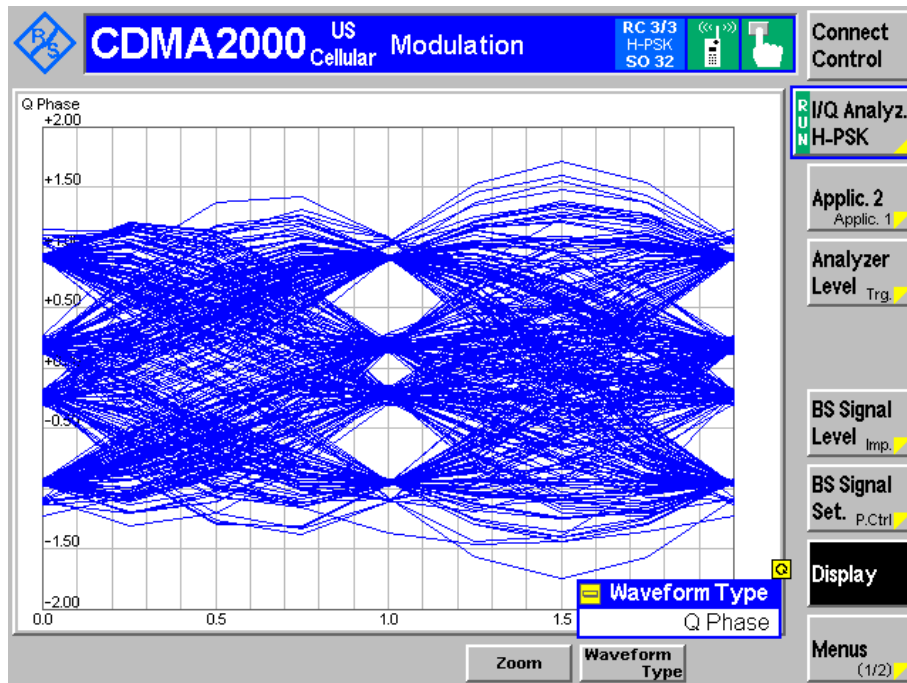 R S
CDMA2000 US Cellular Modulation
RC 3/3
H-PSK
SO 32
Connect Control
RUN
I/Q Analyz. H-PSK
Applic. 2
Applic. 1
Analyzer Level Trg.
BS Signal Level Imp.
BS Signal Set. P.Ctrl
Display
Menus
(1/2)
Q Phase
+2.00
+1.50
+0.50
-0.50
-1.50
-2.00
0.0 0.5 1.0 1.5
Q
Waveform Type
Q Phase
Zoom
Waveform Type